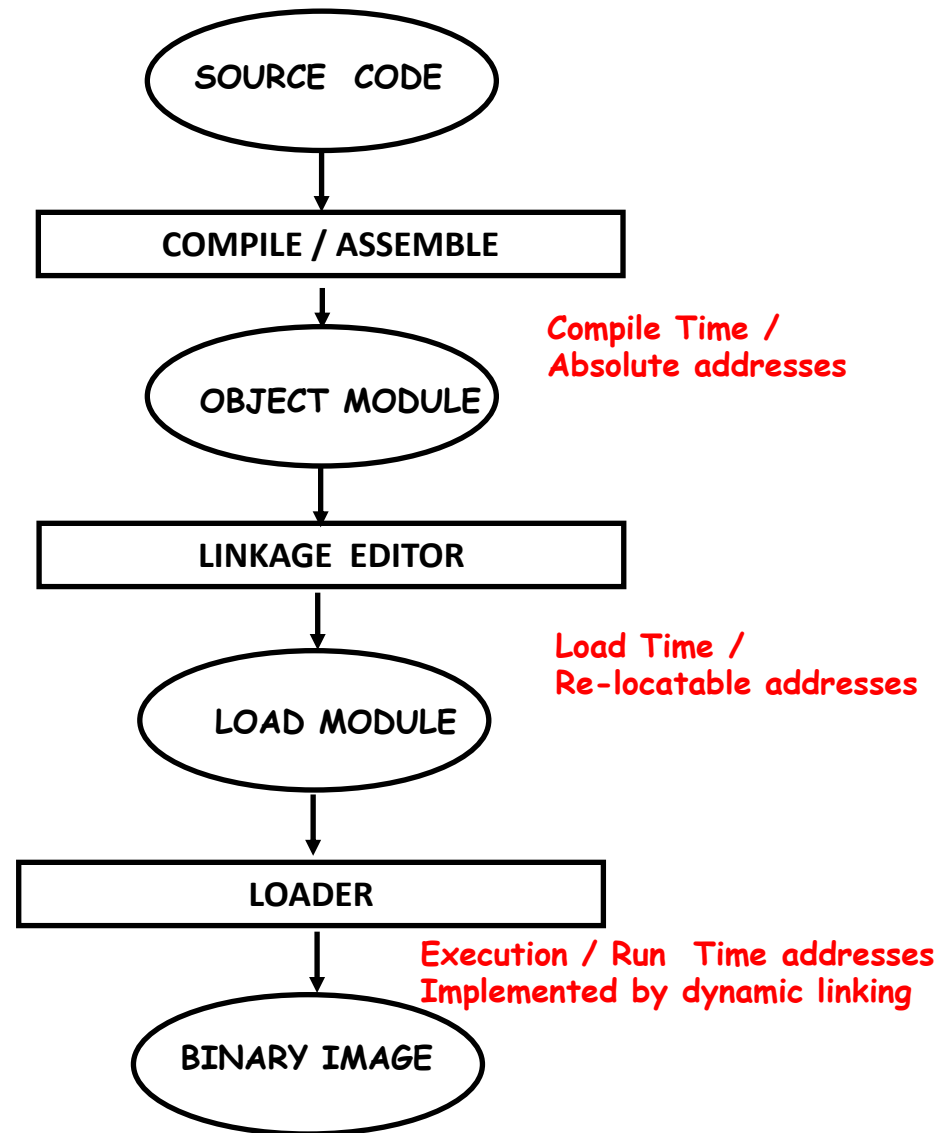 SOURCE CODE
COMPILE / ASSEMBLE
Compile Time /
Absolute addresses
OBJECT MODULE
LINKAGE EDITOR
Load Time /
Re-locatable addresses
LOAD MODULE
LOADER
Execution / Run Time addresses
Implemented by dynamic linking
BINARY IMAGE